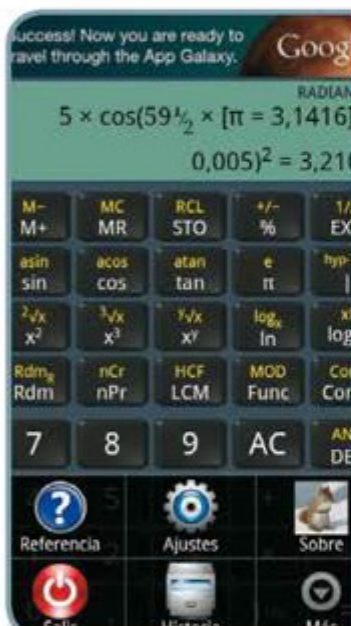 uccess! Now you are ready to
ravel through the App Galaxy.
Goog
RADIAN
5 × cos(59½ × [π = 3,1416]
0,005)² = 3,210
M− MC RCL +/− 1/
M+ MR STO % EX
asin acos atan e hyp-
sin cos tan π
²√x ³√x ʸ√x logₓ x
x² x³ xʸ ln log
Rdmᵣ nCr HCF MOD Co
Rdm nPr LCM Func Con
AN
7 8 9 AC DE
Referencia Ajustes Sobre
Salir Historia Más